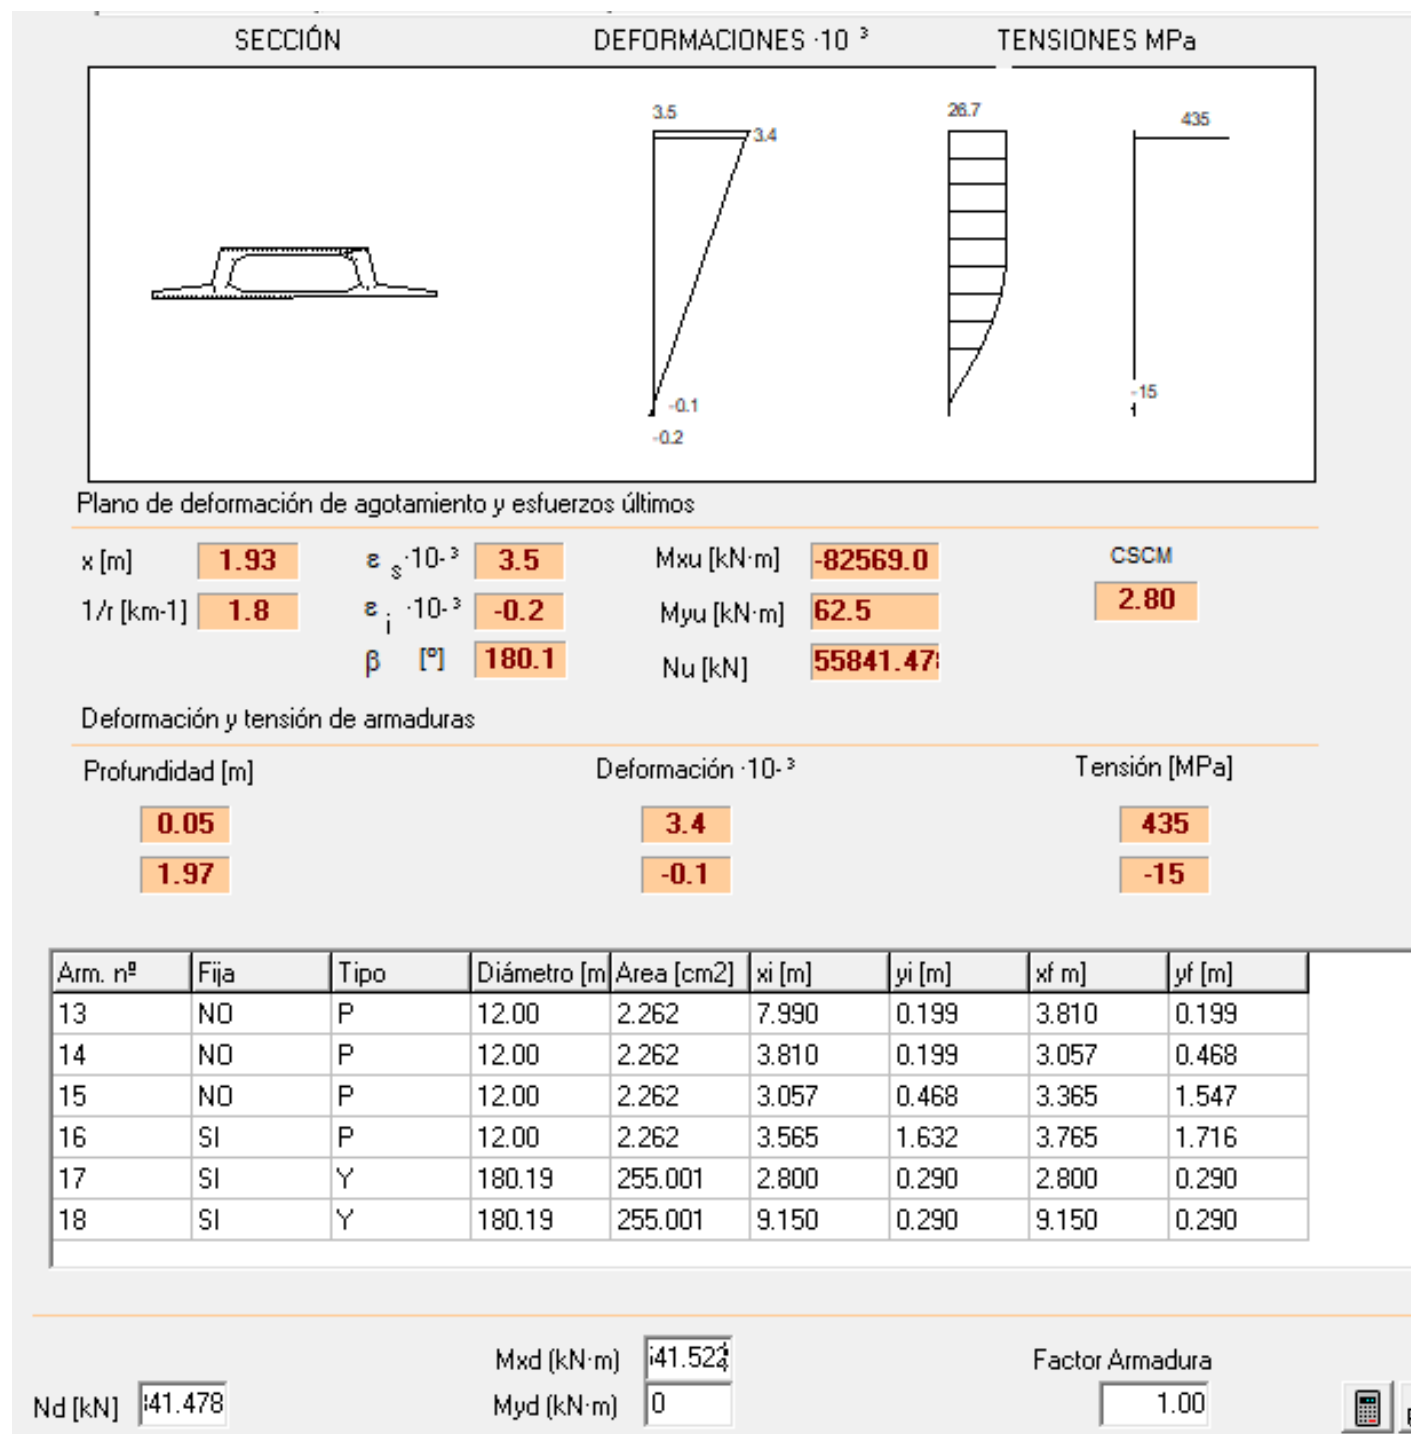 SECCIÓN DEFORMACIONES ·10 ³ TENSIONES MPa
3.5 26.7 435
3.4
-15
-0.1
-0.2
Plano de deformación de agotamiento y esfuerzos últimos
x [m] 1.93 ε s ·10- ³ 3.5 Mxu [kN·m] -82569.0 CSCM
1/r [km-1] 1.8 ε i ·10- ³ -0.2 Myu [kN·m] 62.5 2.80
β [º] 180.1 Nu [kN] 55841.478
Deformación y tensión de armaduras
Profundidad [m] Deformación ·10- ³ Tensión [MPa]
0.05 3.4 435
1.97 -0.1 -15
Arm. nº Fija Tipo Diámetro [m Area [cm2] xi [m] yi [m] xf m] yf [m]
13 NO P 12.00 2.262 7.990 0.199 3.810 0.199
14 NO P 12.00 2.262 3.810 0.199 3.057 0.468
15 NO P 12.00 2.262 3.057 0.468 3.365 1.547
16 SI P 12.00 2.262 3.565 1.632 3.765 1.716
17 SI Y 180.19 255.001 2.800 0.290 2.800 0.290
18 SI Y 180.19 255.001 9.150 0.290 9.150 0.290
Mxd (kN·m) 41.522 Factor Armadura
Nd [kN] 41.478 Myd (kN·m) 0 1.00